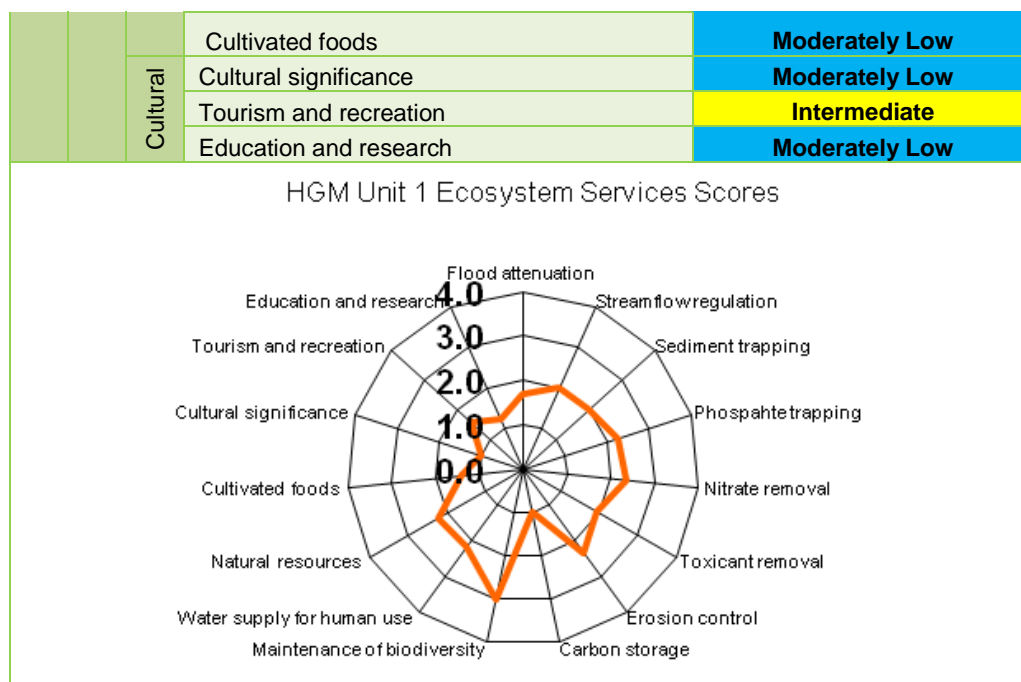 Cultivated foods Moderately Low
Cultural
Cultural significance Moderately Low
Tourism and recreation Intermediate
Education and research Moderately Low
HGM Unit 1 Ecosystem Services Scores
Flood attenuation
Education and research 4.0 Streamflow regulation
Tourism and recreation 3.0 Sediment trapping
2.0
Cultural significance Phospahte trapping
1.0
Cultivated foods 0.0 Nitrate removal
Natural resources Toxicant removal
Water supply for human use Erosion control
Maintenance of biodiversity Carbon storage